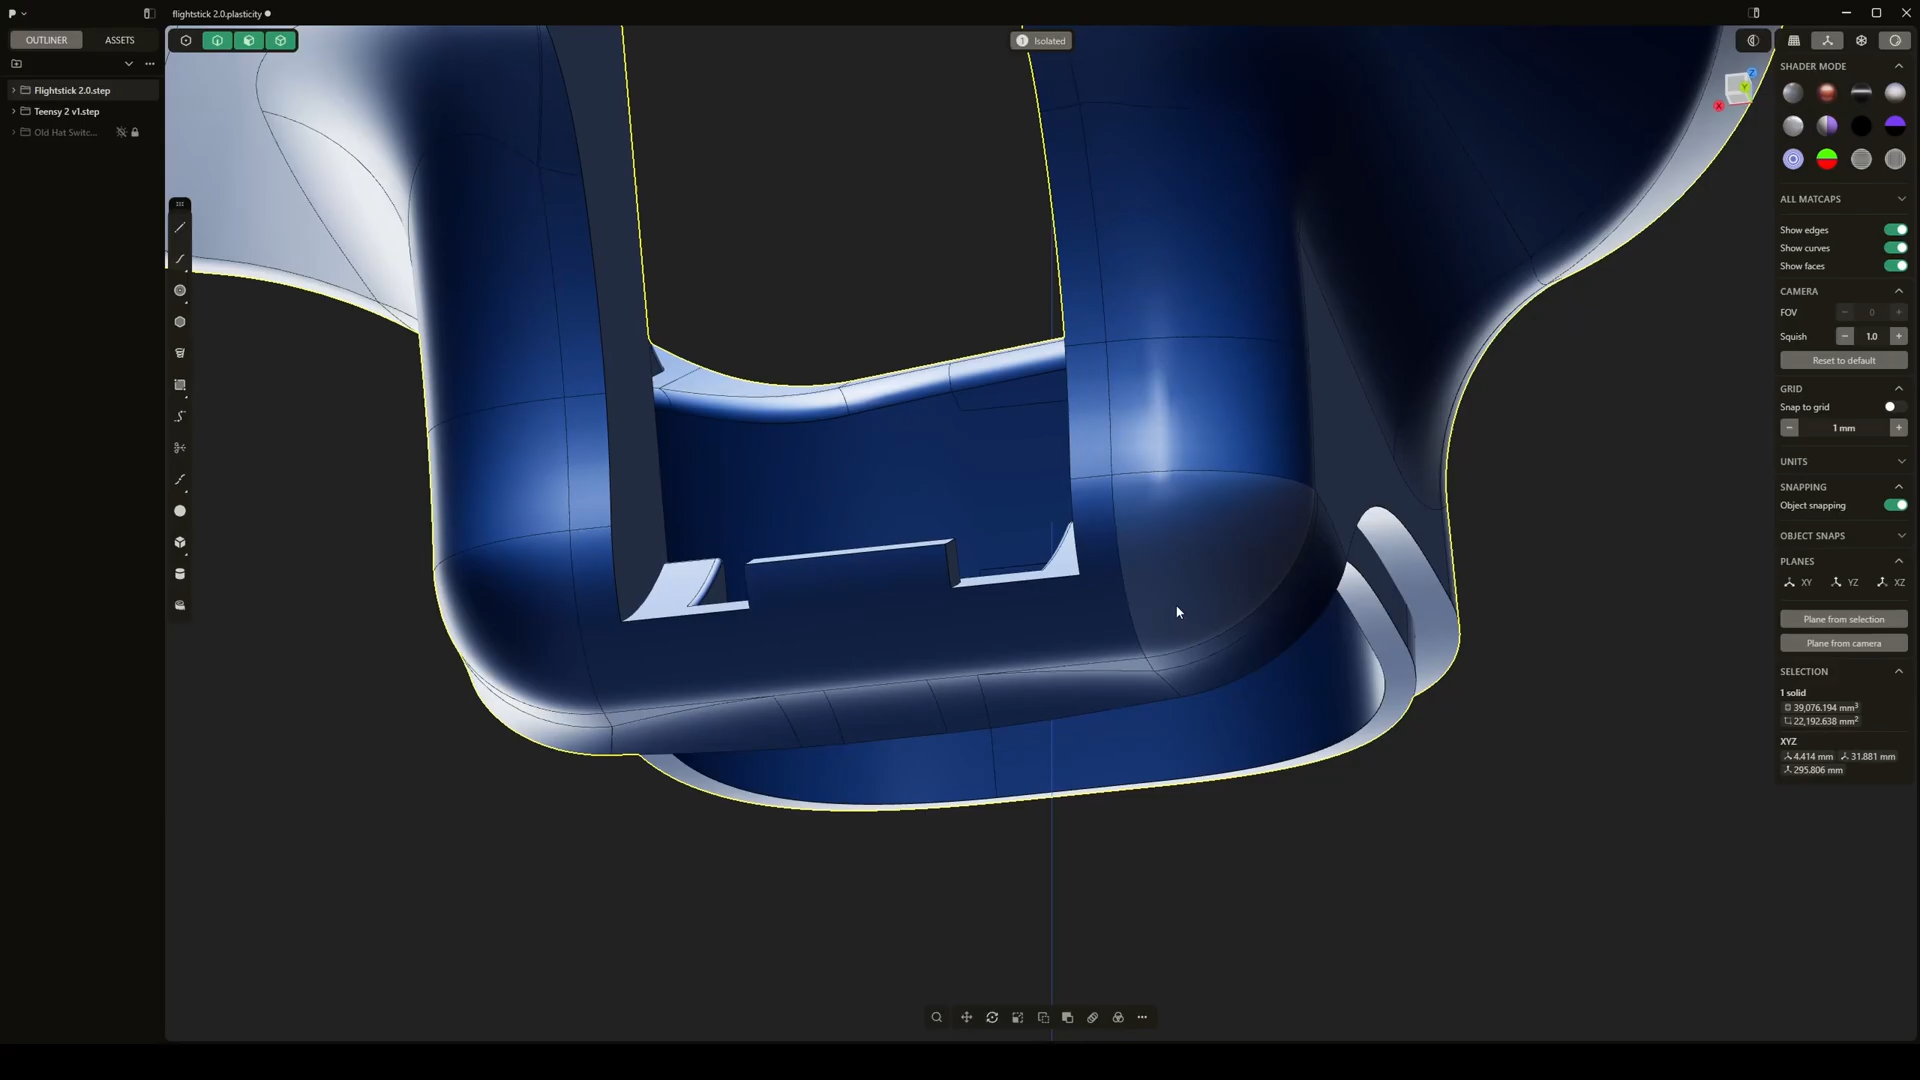 P
flightstick 2.0.plasticity
OUTLINER
ASSETS
Isolated
Flightstick 2.0.step
Teensy 2 v1.step
Old Hat Switc...
Z
Y
X
SHADER MODE
ALL MATCAPS
Show edges
Show curves
Show faces
CAMERA
FOV
− 0 +
Squish
− 1.0 +
Reset to default
GRID
Snap to grid
− 1 mm +
UNITS
SNAPPING
Object snapping
OBJECT SNAPS
PLANES
XY YZ XZ
Plane from selection
Plane from camera
SELECTION
1 solid
39,076.194 mm³
22,192.638 mm²
XYZ
4.414 mm 31.881 mm
295.806 mm